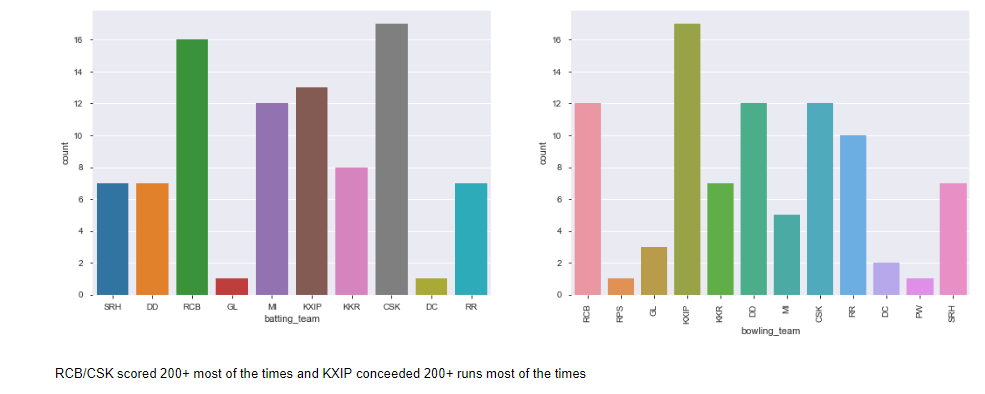 16
14
12
10
8
6
4
2
0
count
SRH DD RCB GL MI KXIP KKR CSK DC RR
batting_team
16
14
12
10
8
6
4
2
0
count
RCB RPS GL KXIP KKR DD MI CSK RR DC PW SRH
bowling_team
RCB/CSK scored 200+ most of the times and KXIP conceeded 200+ runs most of the times